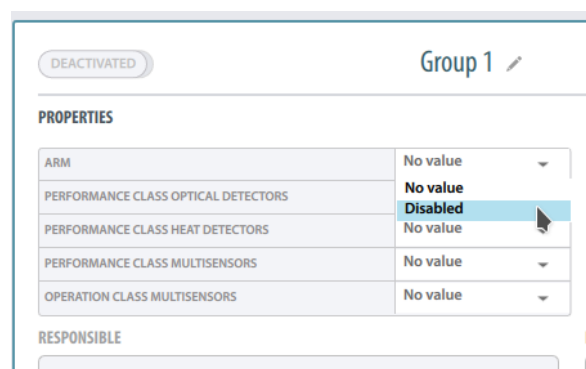 DEACTIVATED
Group 1
PROPERTIES
ARM No value
No value
PERFORMANCE CLASS OPTICAL DETECTORS
Disabled
PERFORMANCE CLASS HEAT DETECTORS No value
PERFORMANCE CLASS MULTISENSORS No value
OPERATION CLASS MULTISENSORS No value
RESPONSIBLE